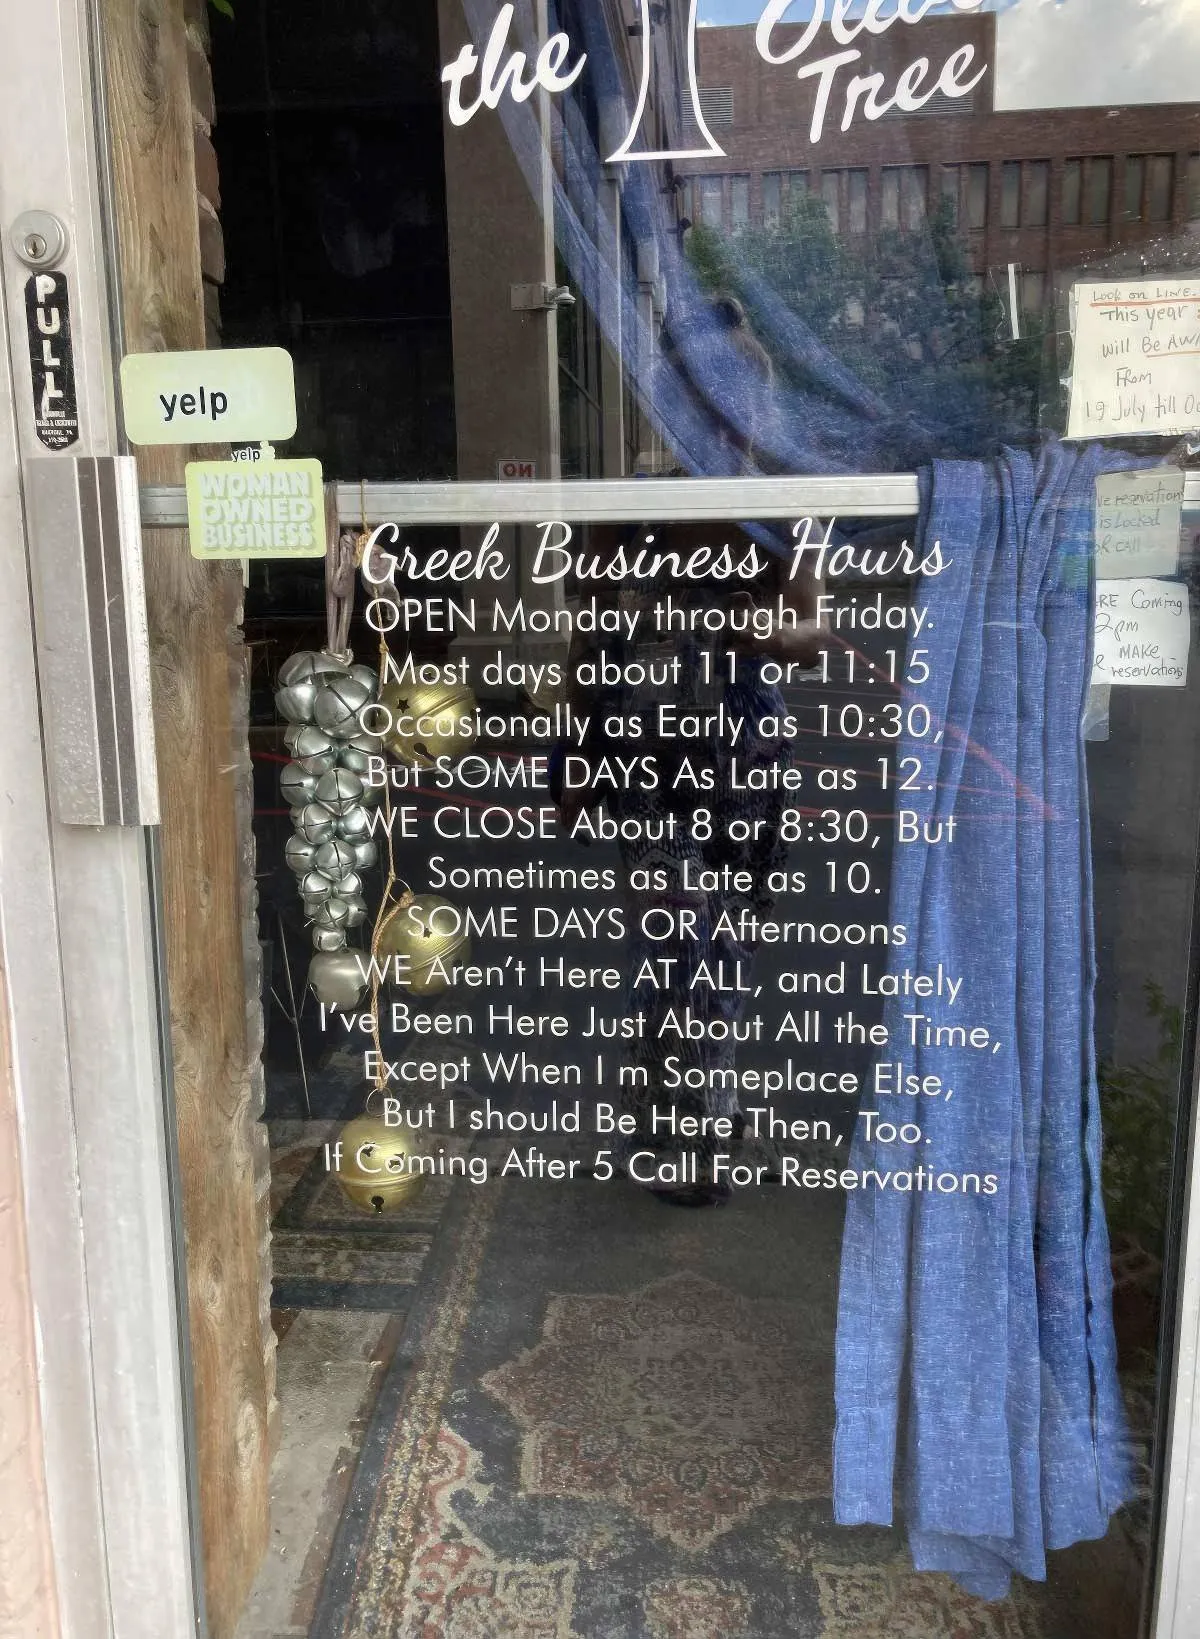 the Olive
Tree
PULL
yelp
yelp
WOMAN
OWNED
BUSINESS
NO
Look on LINE
This year
will Be
From
19 July till
reservation
is Locked
OR CALL
Coming
2pm
MAKE
reservations
Greek Business Hours
OPEN Monday through Friday.
Most days about 11 or 11:15
Occasionally as Early as 10:30,
But SOME DAYS As Late as 12.
WE CLOSE About 8 or 8:30, But
Sometimes as Late as 10.
SOME DAYS OR Afternoons
WE Aren't Here AT ALL, and Lately
I've Been Here Just About All the Time,
Except When I m Someplace Else,
But I should Be Here Then, Too.
If Coming After 5 Call For Reservations